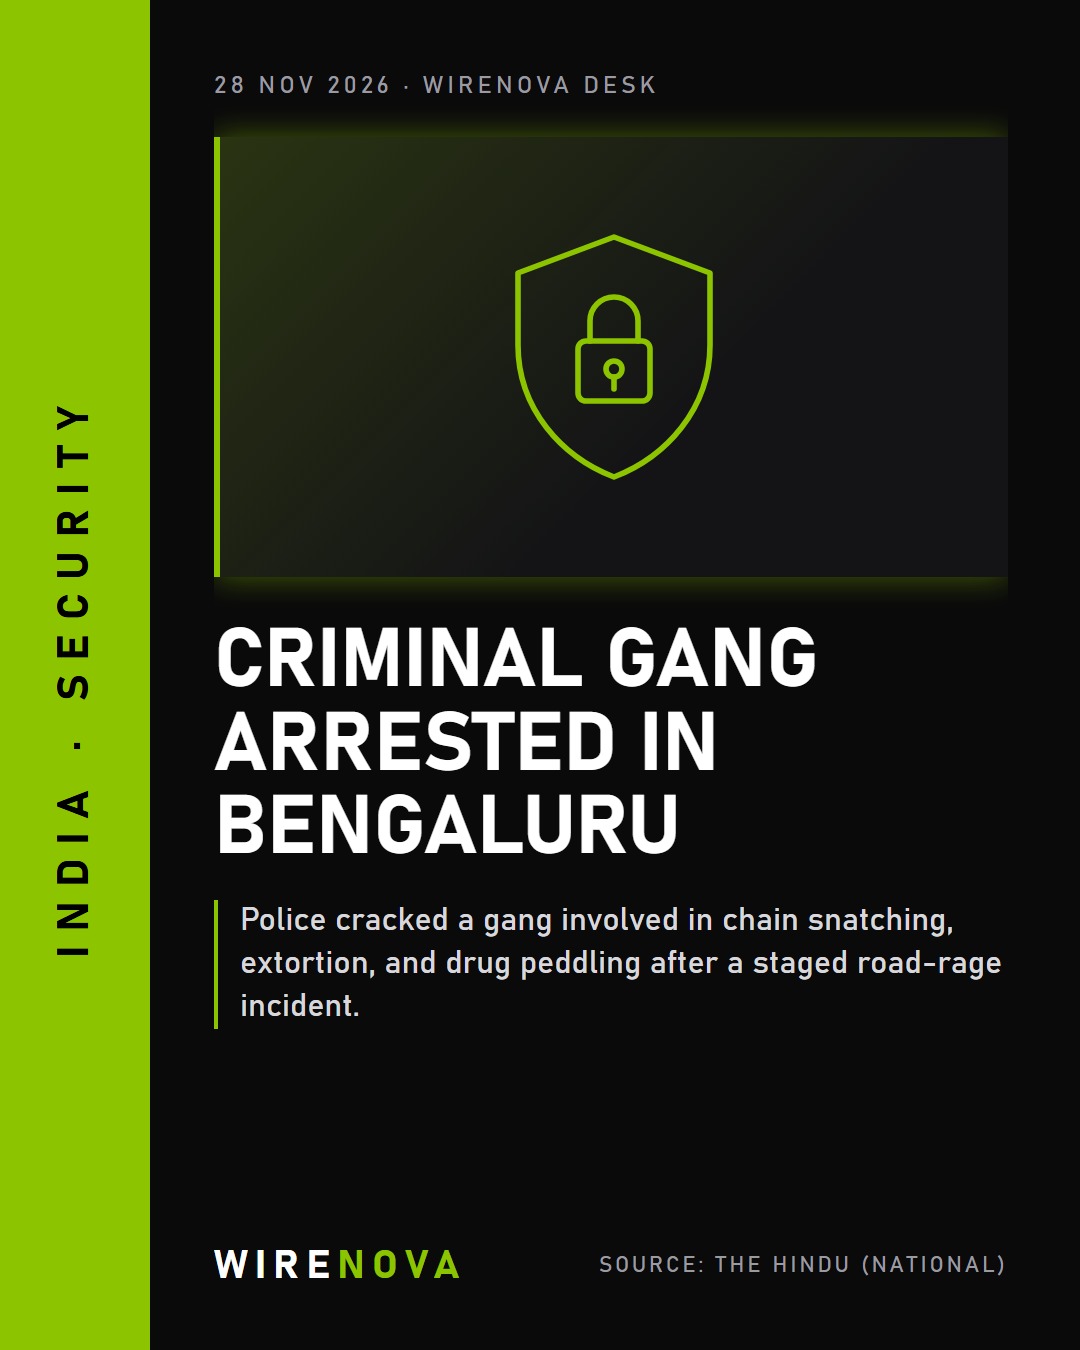 INDIA · SECURITY
28 NOV 2026 · WIRENOVA DESK
CRIMINAL GANG
ARRESTED IN
BENGALURU
Police cracked a gang involved in chain snatching,
extortion, and drug peddling after a staged road-rage
incident.
WIRENOVA
SOURCE: THE HINDU (NATIONAL)